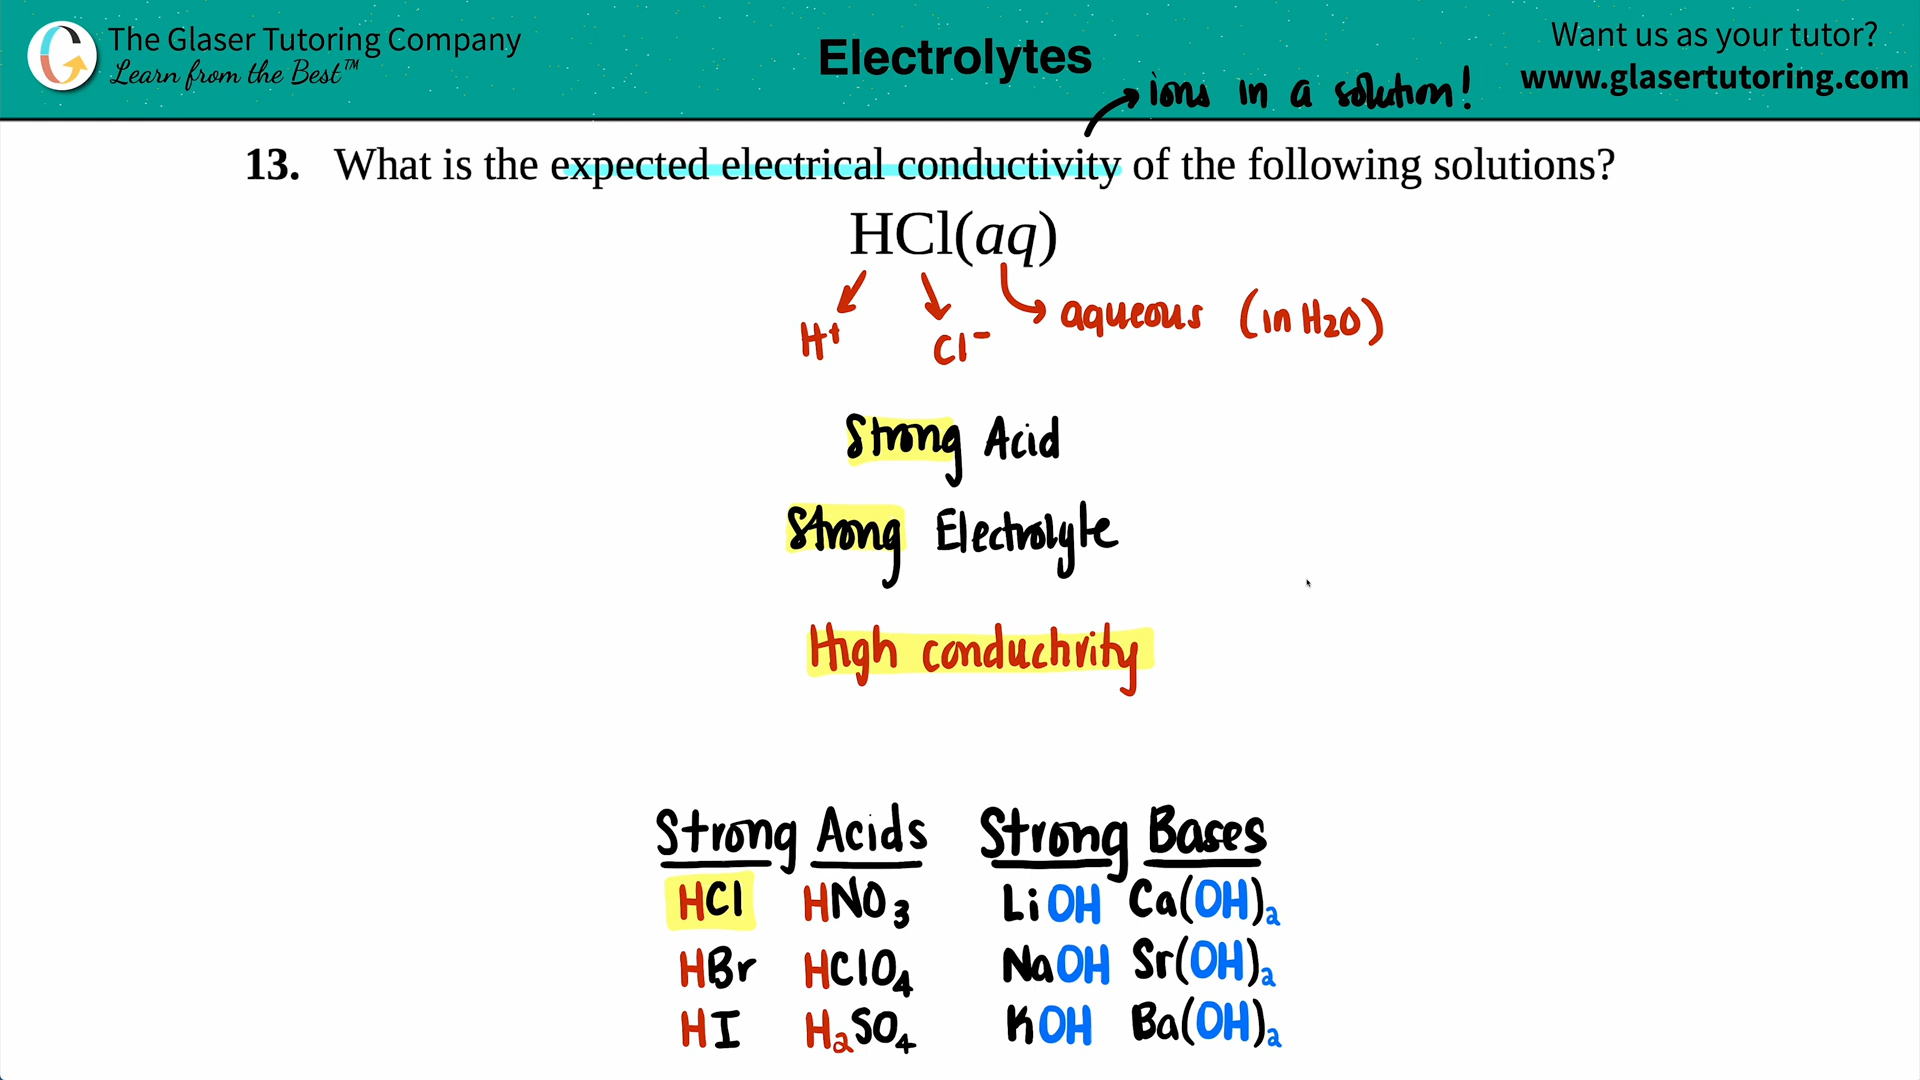 The Glaser Tutoring Company
Learn from the Best™
Electrolytes
Want us as your tutor?
www.glasertutoring.com
ions in a solution!
13. What is the expected electrical conductivity of the following solutions?
HCl(aq)
H⁺ Cl⁻ aqueous (in H₂O)
Strong Acid
Strong Electrolyte
High conductivity
Strong Acids Strong Bases
HCl HNO₃ LiOH Ca(OH)₂
HBr HClO₄ NaOH Sr(OH)₂
HI H₂SO₄ KOH Ba(OH)₂